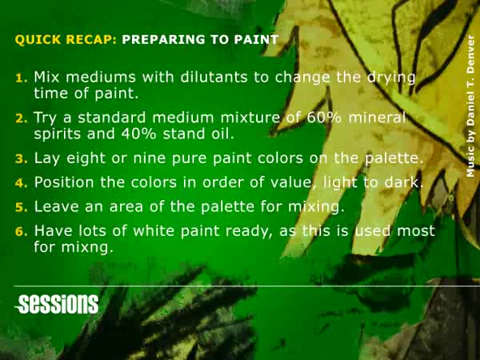 QUICK RECAP: PREPARING TO PAINT
1. Mix mediums with dilutants to change the drying
time of paint.
2. Try a standard medium mixture of 60% mineral
spirits and 40% stand oil.
3. Lay eight or nine pure paint colors on the palette.
4. Position the colors in order of value, light to dark.
5. Leave an area of the palette for mixing.
6. Have lots of white paint ready, as this is used most
for mixng.
sessions
Music by Daniel T. Denver